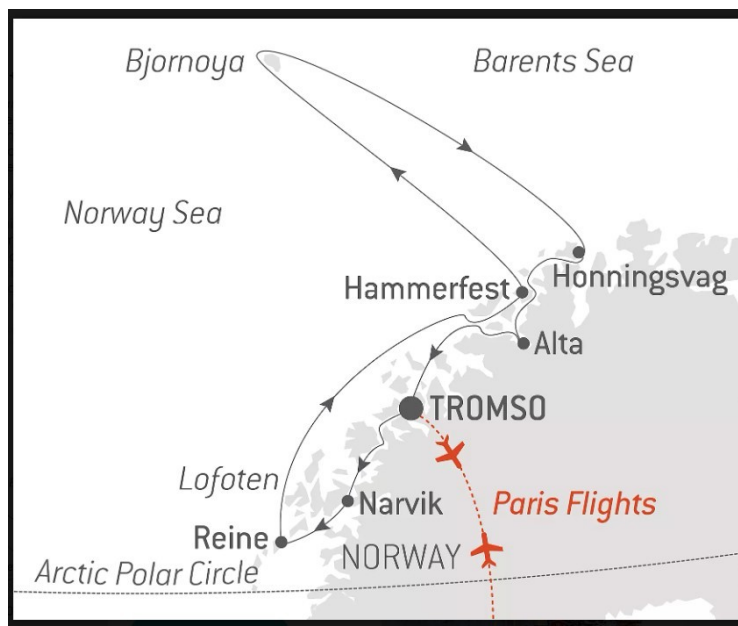 Bjornoya
Barents Sea
Norway Sea
Honningsvag
Hammerfest
Alta
TROMSO
Lofoten
Narvik
Paris Flights
Reine
NORWAY
Arctic Polar Circle